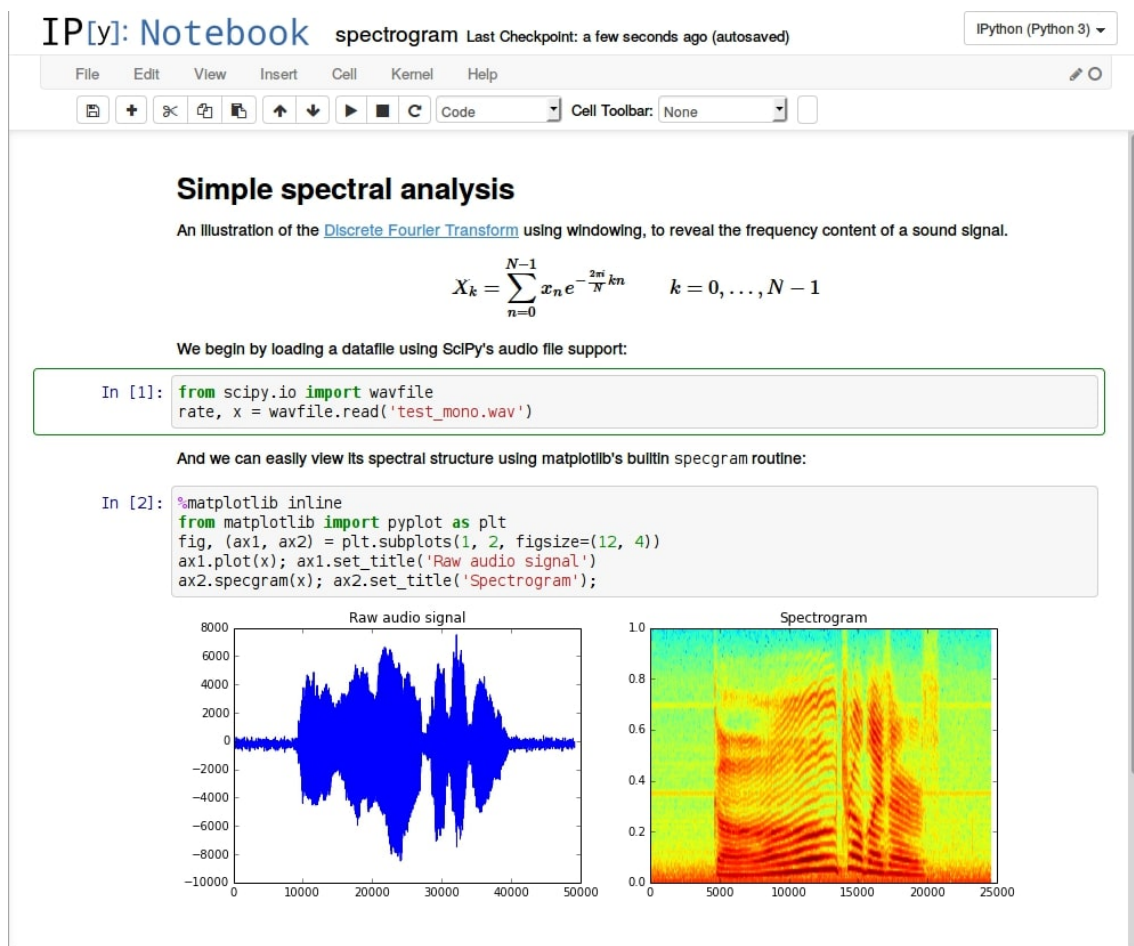 IP[y]: Notebook spectrogram Last Checkpoint: a few seconds ago (autosaved)
IPython (Python 3)
File Edit View Insert Cell Kernel Help
Code Cell Toolbar: None
Simple spectral analysis
An illustration of the Discrete Fourier Transform using windowing, to reveal the frequency content of a sound signal.
X_k = \sum_{n=0}^{N-1} x_n e^{-\frac{2\pi i}{N} kn} k = 0, . . . , N − 1
We begin by loading a datafile using SciPy's audio file support:
In [1]: from scipy.io import wavfile
rate, x = wavfile.read('test_mono.wav')
And we can easily view its spectral structure using matplotlib's builtin specgram routine:
In [2]: %matplotlib inline
from matplotlib import pyplot as plt
fig, (ax1, ax2) = plt.subplots(1, 2, figsize=(12, 4))
ax1.plot(x); ax1.set_title('Raw audio signal')
ax2.specgram(x); ax2.set_title('Spectrogram');
Raw audio signal
8000
6000
4000
2000
0
−2000
−4000
−6000
−8000
−10000
0 10000 20000 30000 40000 50000
Spectrogram
1.0
0.8
0.6
0.4
0.2
0.0
0 5000 10000 15000 20000 25000